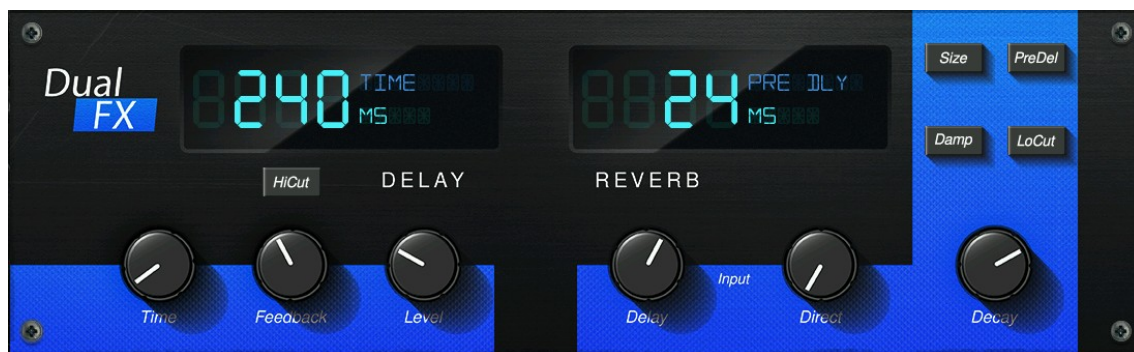 Dual
FX
240 TIME
MS
24 PRE DLY
MS
Size PreDel
Damp LoCut
HiCut
DELAY
REVERB
Time
Feedback
Level
Delay
Input
Direct
Decay